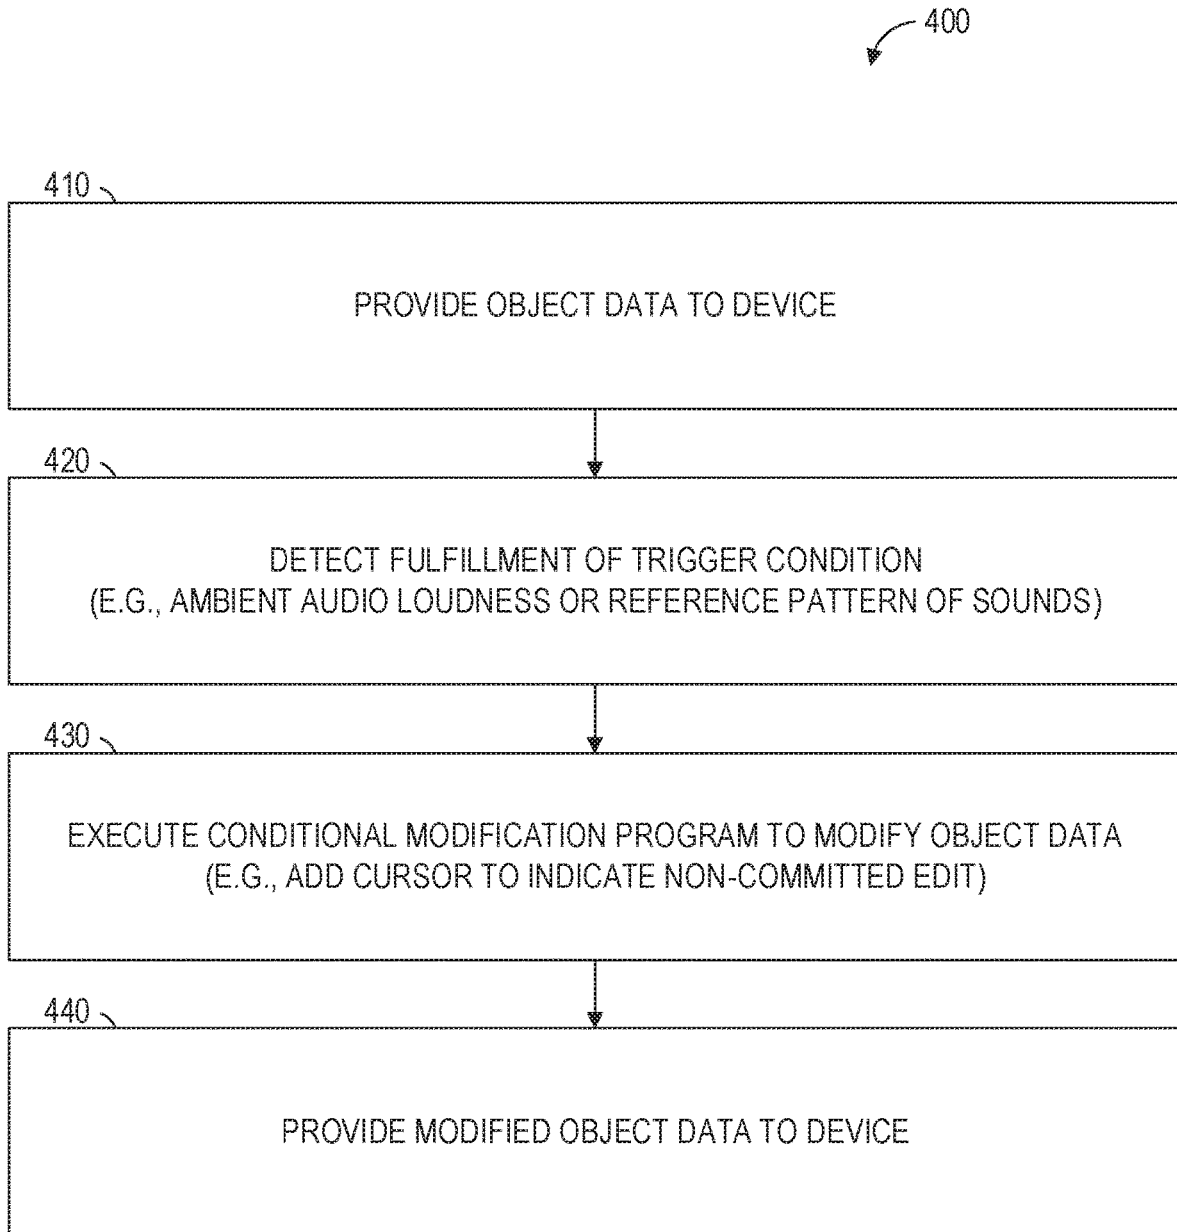 400
410
PROVIDE OBJECT DATA TO DEVICE
420
DETECT FULFILLMENT OF TRIGGER CONDITION
(E.G., AMBIENT AUDIO LOUDNESS OR REFERENCE PATTERN OF SOUNDS)
430
EXECUTE CONDITIONAL MODIFICATION PROGRAM TO MODIFY OBJECT DATA
(E.G., ADD CURSOR TO INDICATE NON-COMMITTED EDIT)
440
PROVIDE MODIFIED OBJECT DATA TO DEVICE